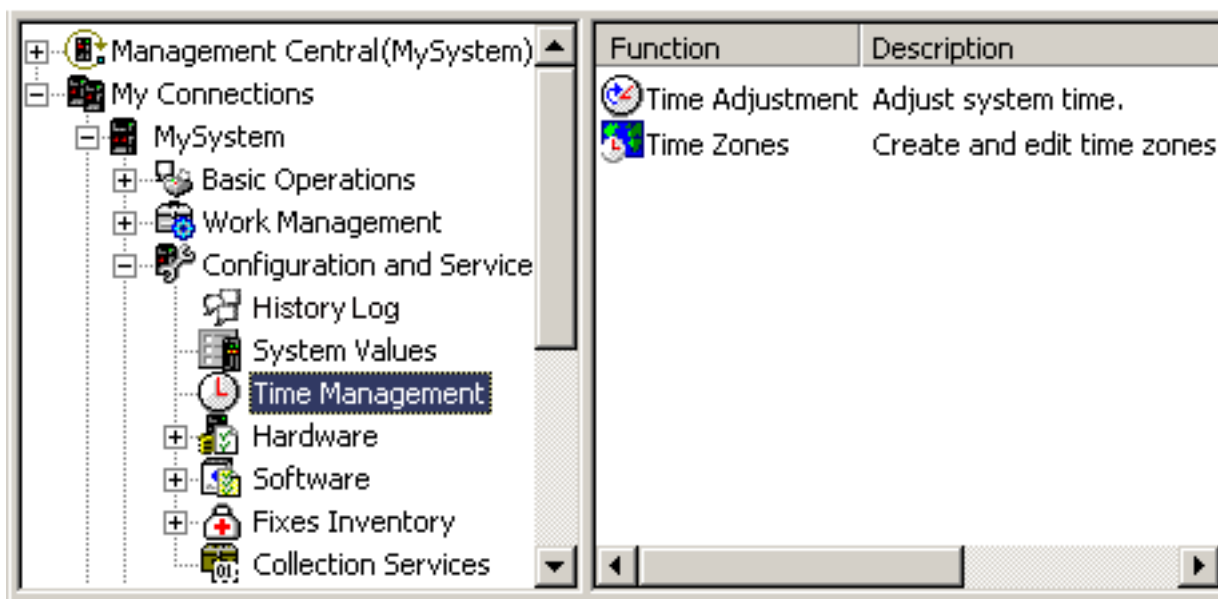 Management Central(MySystem)
My Connections
MySystem
Basic Operations
Work Management
Configuration and Service
History Log
System Values
Time Management
Hardware
Software
Fixes Inventory
Collection Services
Function Description
Time Adjustment Adjust system time.
Time Zones Create and edit time zones